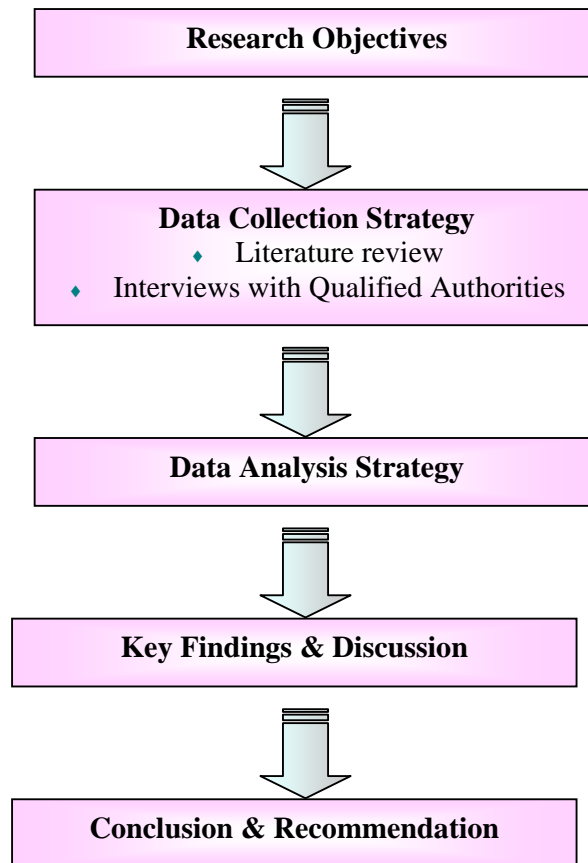 Research Objectives
Data Collection Strategy
♦ Literature review
♦ Interviews with Qualified Authorities
Data Analysis Strategy
Key Findings & Discussion
Conclusion & Recommendation